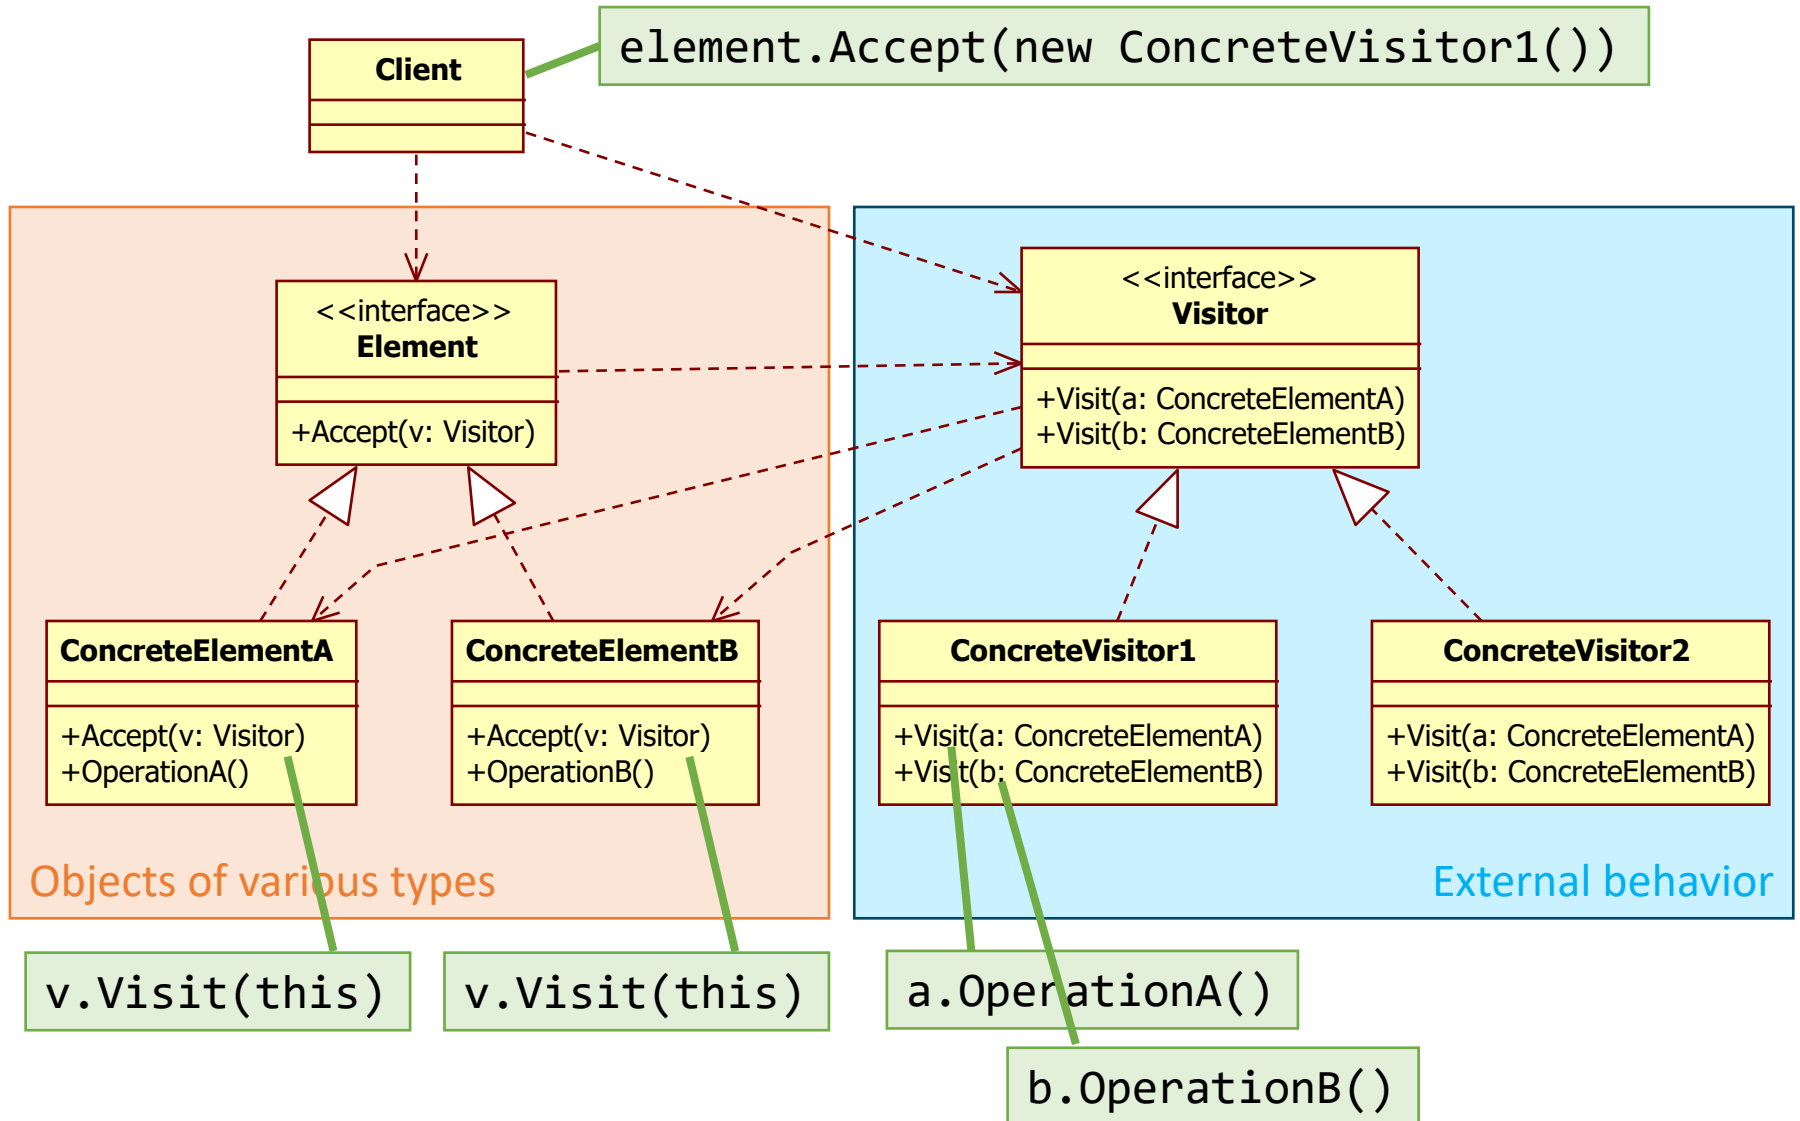 element.Accept(new ConcreteVisitor1())
Client
<<interface>>
Element
+Accept(v: Visitor)
<<interface>>
Visitor
+Visit(a: ConcreteElementA)
+Visit(b: ConcreteElementB)
ConcreteElementA
+Accept(v: Visitor)
+OperationA()
ConcreteElementB
+Accept(v: Visitor)
+OperationB()
ConcreteVisitor1
+Visit(a: ConcreteElementA)
+Visit(b: ConcreteElementB)
ConcreteVisitor2
+Visit(a: ConcreteElementA)
+Visit(b: ConcreteElementB)
Objects of various types
External behavior
v.Visit(this)
v.Visit(this)
a.OperationA()
b.OperationB()